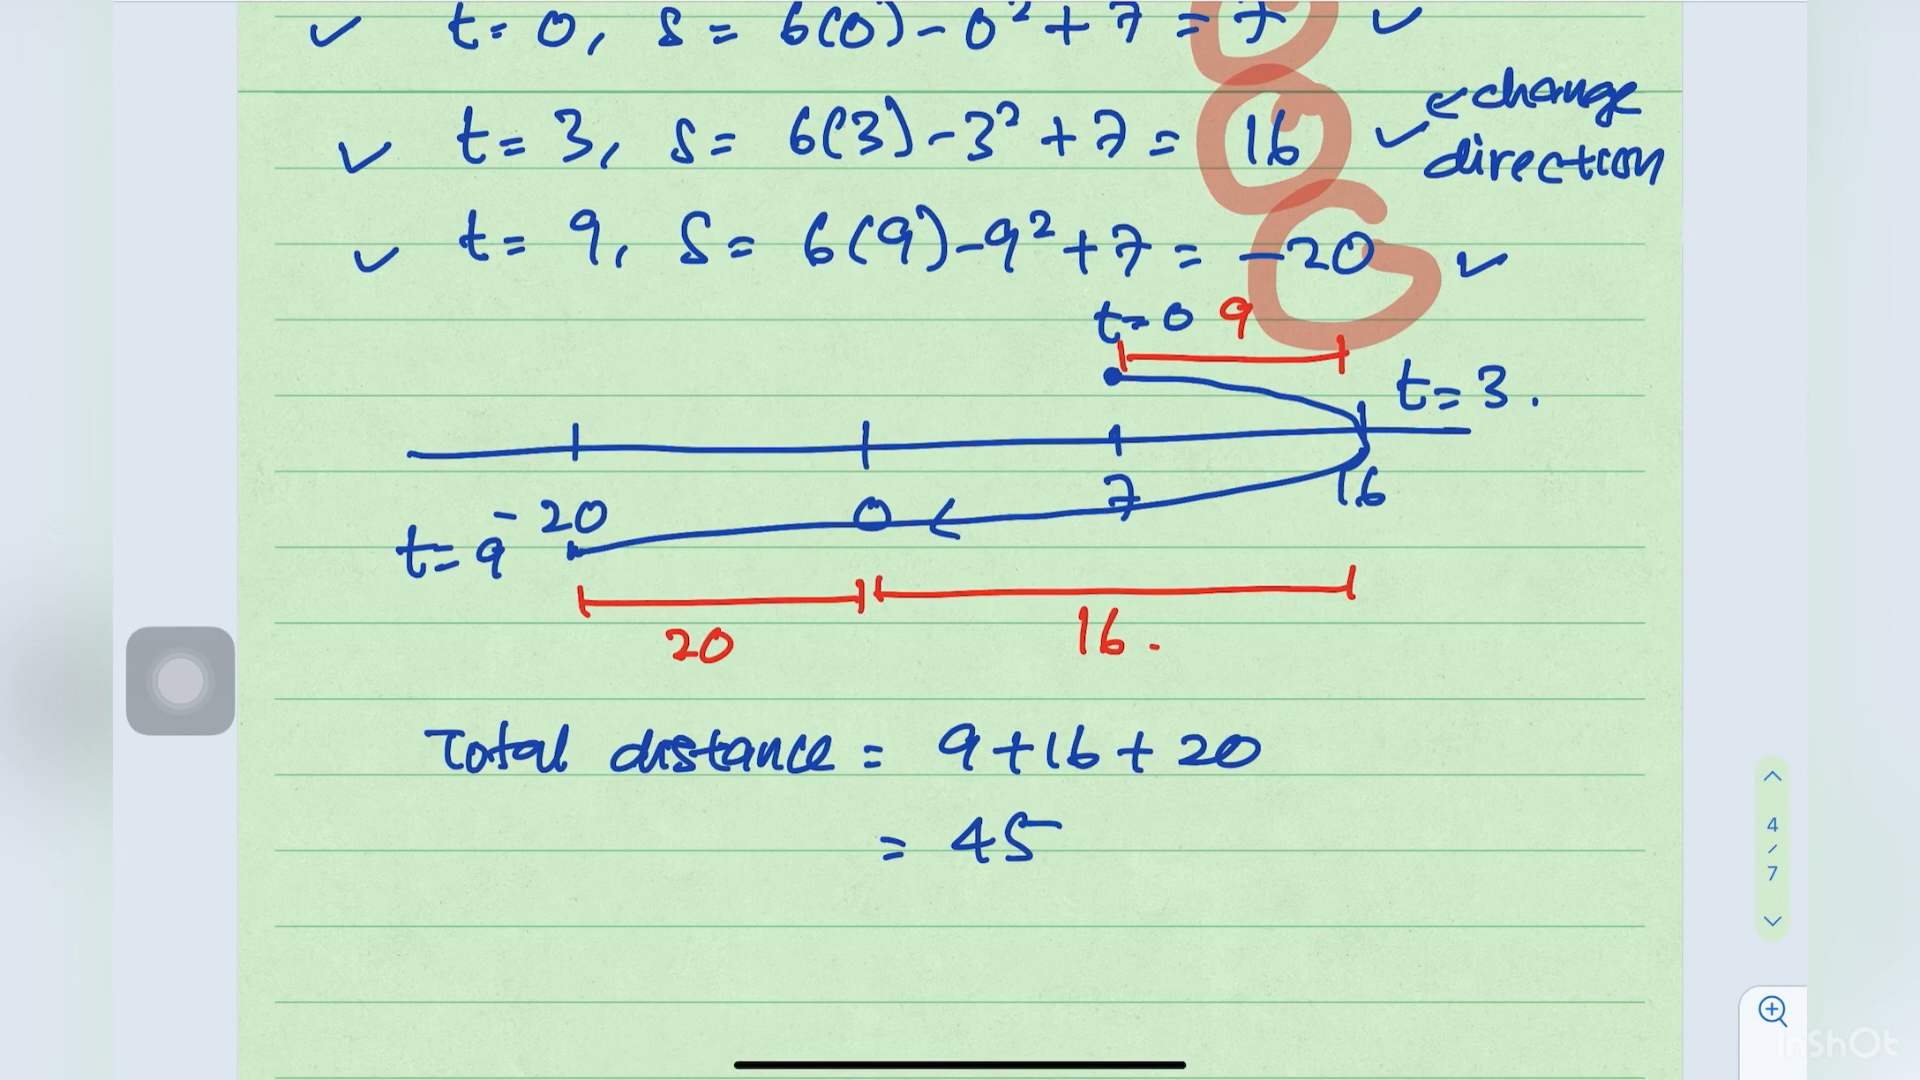 ✓ t= 0, s = 6(0) - 0² + 7 = 7 ✓
✓ t= 3, s= 6(3) - 3² + 7 = 16 ✓ ← change direction
✓ t= 9, s= 6(9) - 9² + 7 = -20 ✓
t=0 9
t=3.
-20 0 7 16
t=9
20 16.
Total distance = 9+16+20
= 45
4
/
7
InShOt